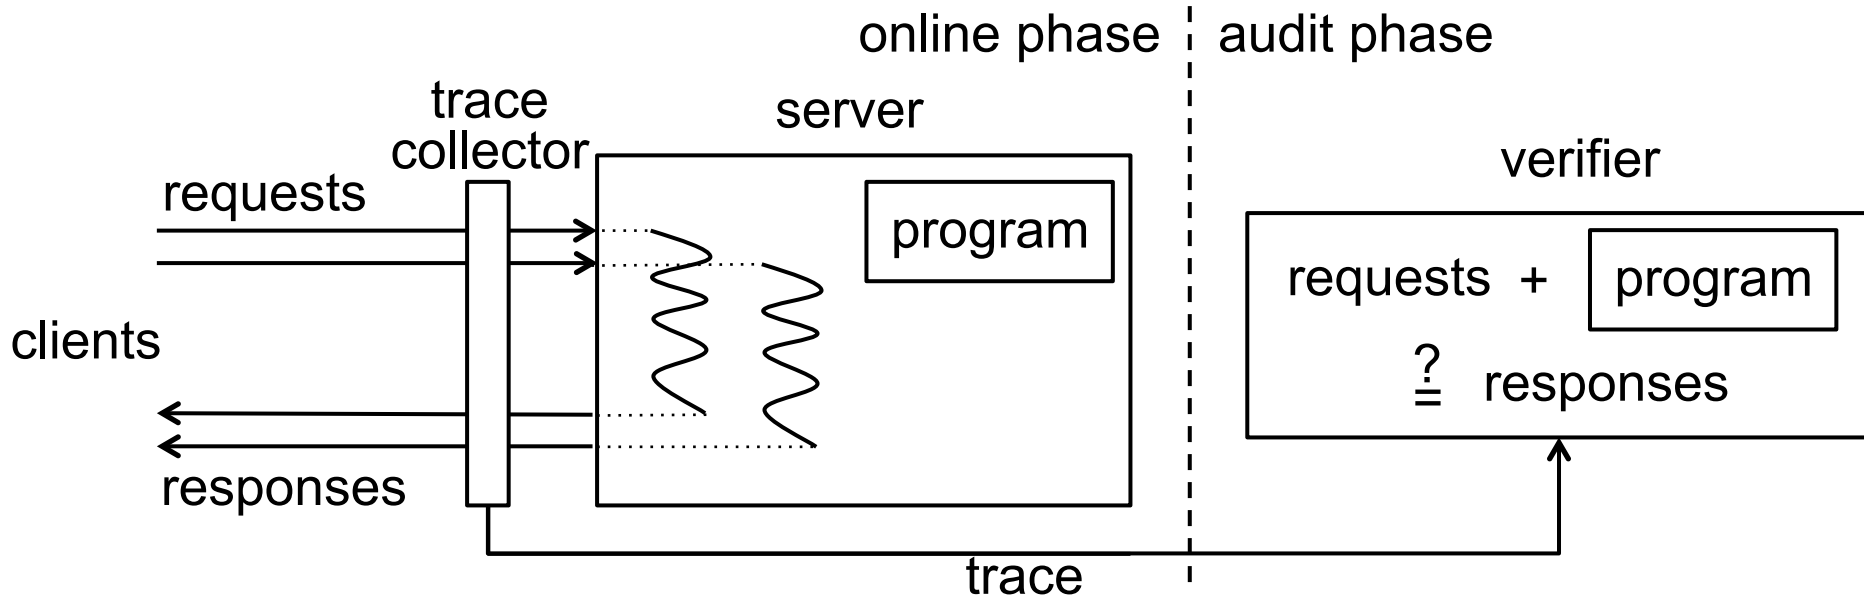 online phase
audit phase
trace
collector
server
verifier
requests
program
requests + program
clients
? =
responses
responses
trace